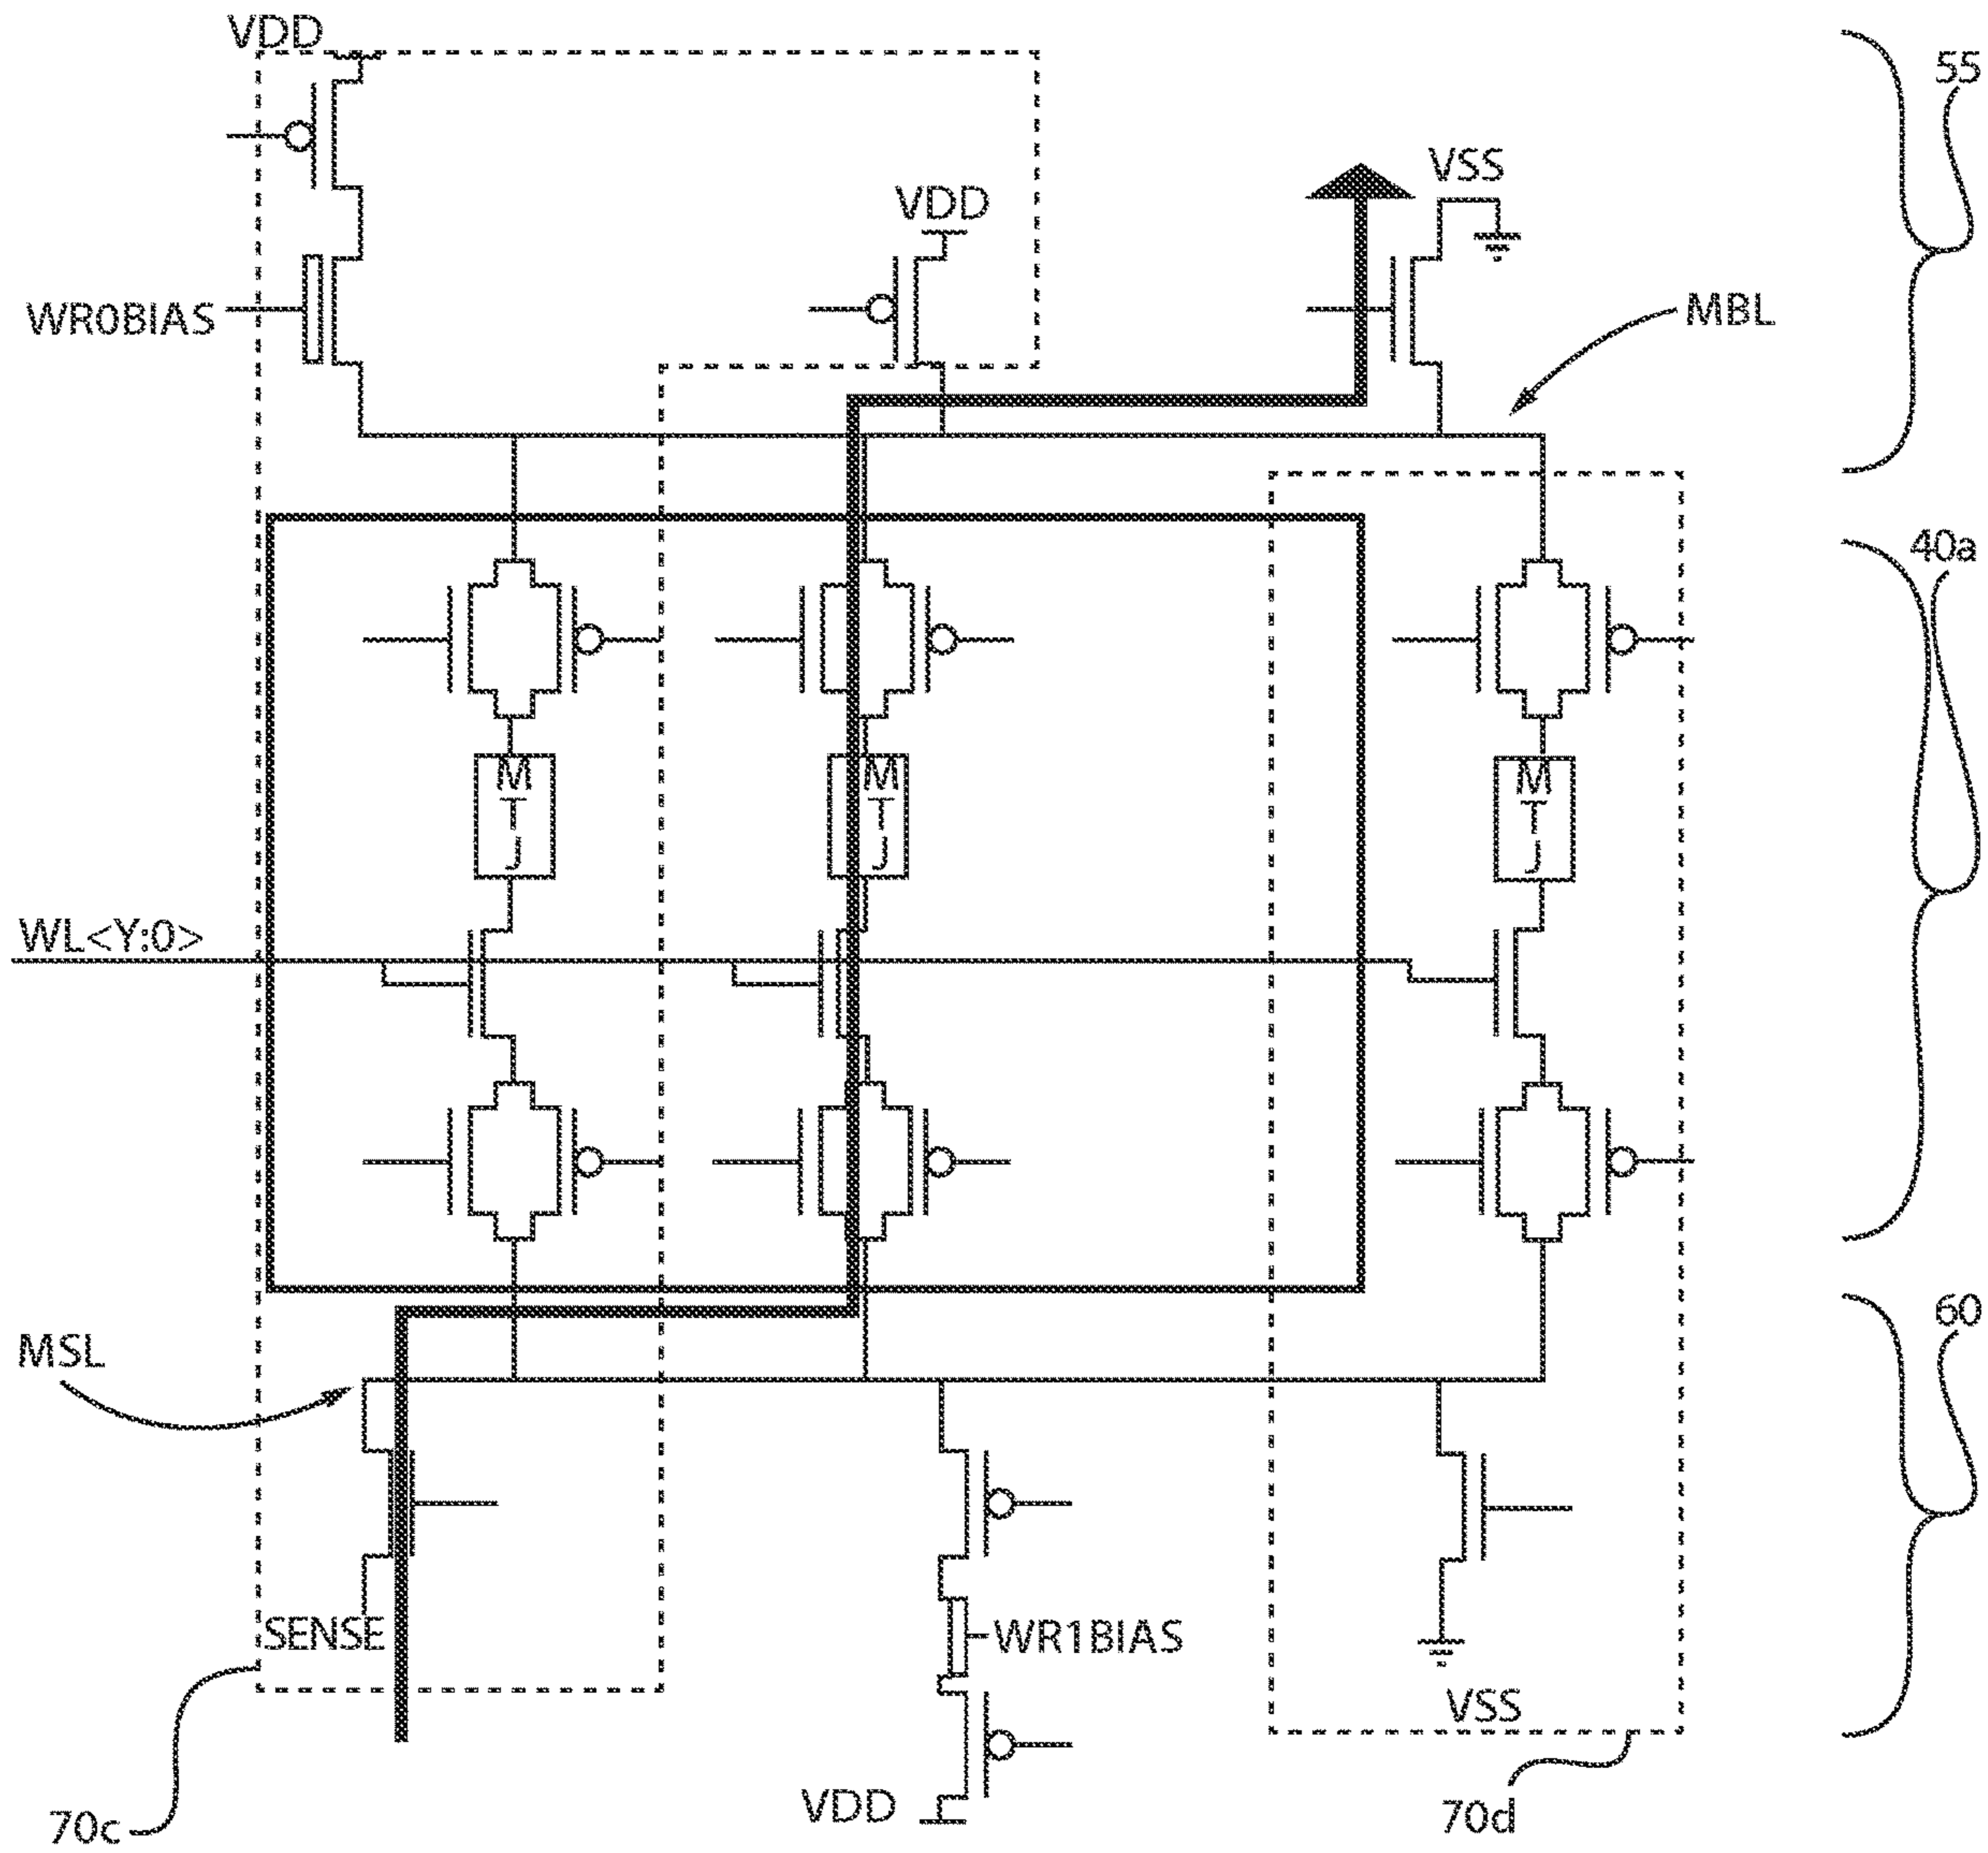 VDD
55
VSS
VDD
WR0BIAS
MBL
40a
M
T
J
M
T
J
M
T
J
WL<Y:0>
60
MSL
SENSE
WR1BIAS
VSS
VDD
70c
70d